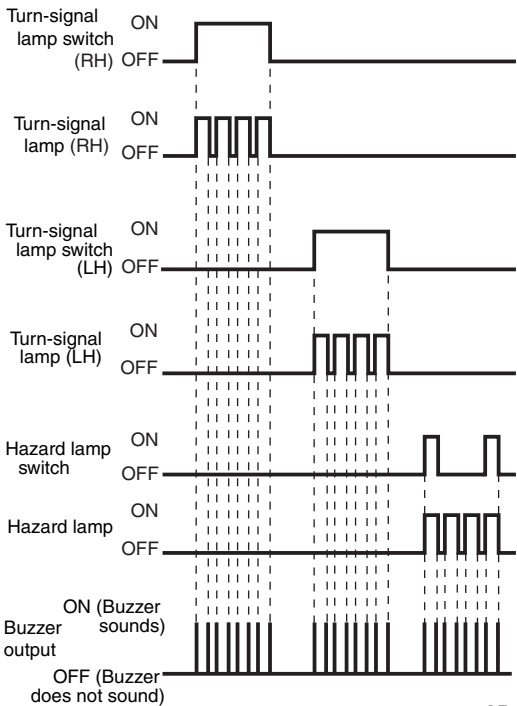 Turn-signal ON
lamp switch
(RH) OFF
Turn-signal ON
lamp (RH) OFF
Turn-signal ON
lamp switch
(LH) OFF
Turn-signal ON
lamp (LH) OFF
Hazard lamp ON
switch OFF
Hazard lamp ON
OFF
ON (Buzzer
Buzzer sounds)
output
OFF (Buzzer
does not sound)